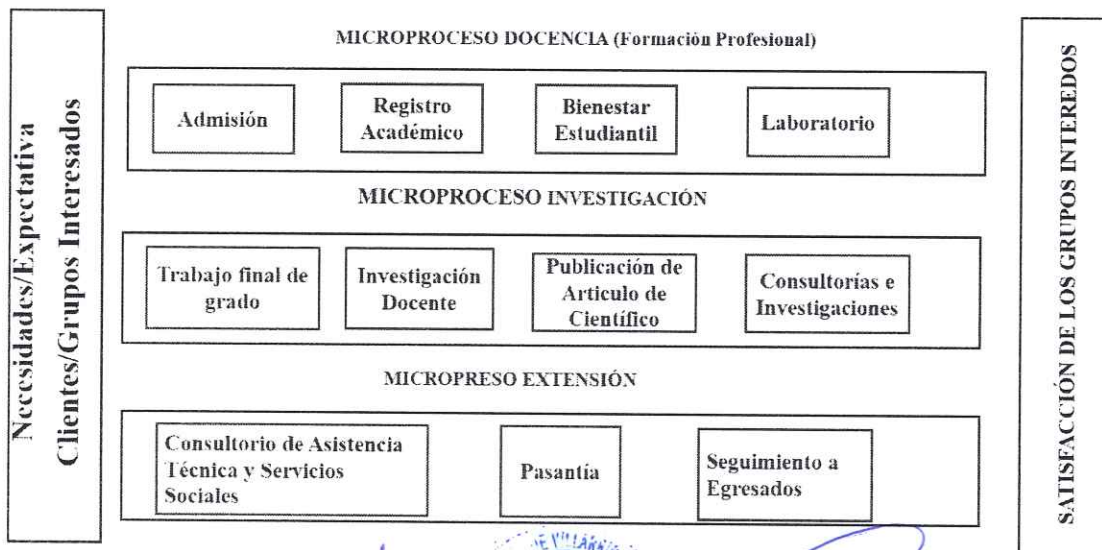 Necesidades/Expectativa
Clientes/Grupos Interesados
MICROPROCESO DOCENCIA (Formación Profesional)
Admisión
Registro
Académico
Bienestar
Estudiantil
Laboratorio
MICROPROCESO INVESTIGACIÓN
Trabajo final de
grado
Investigación
Docente
Publicación de
Articulo de
Científico
Consultorías e
Investigaciones
MICROPRESO EXTENSIÓN
Consultorio de Asistencia
Técnica y Servicios
Sociales
Pasantía
Seguimiento a
Egresados
SATISFACCIÓN DE LOS GRUPOS INTEREDOS